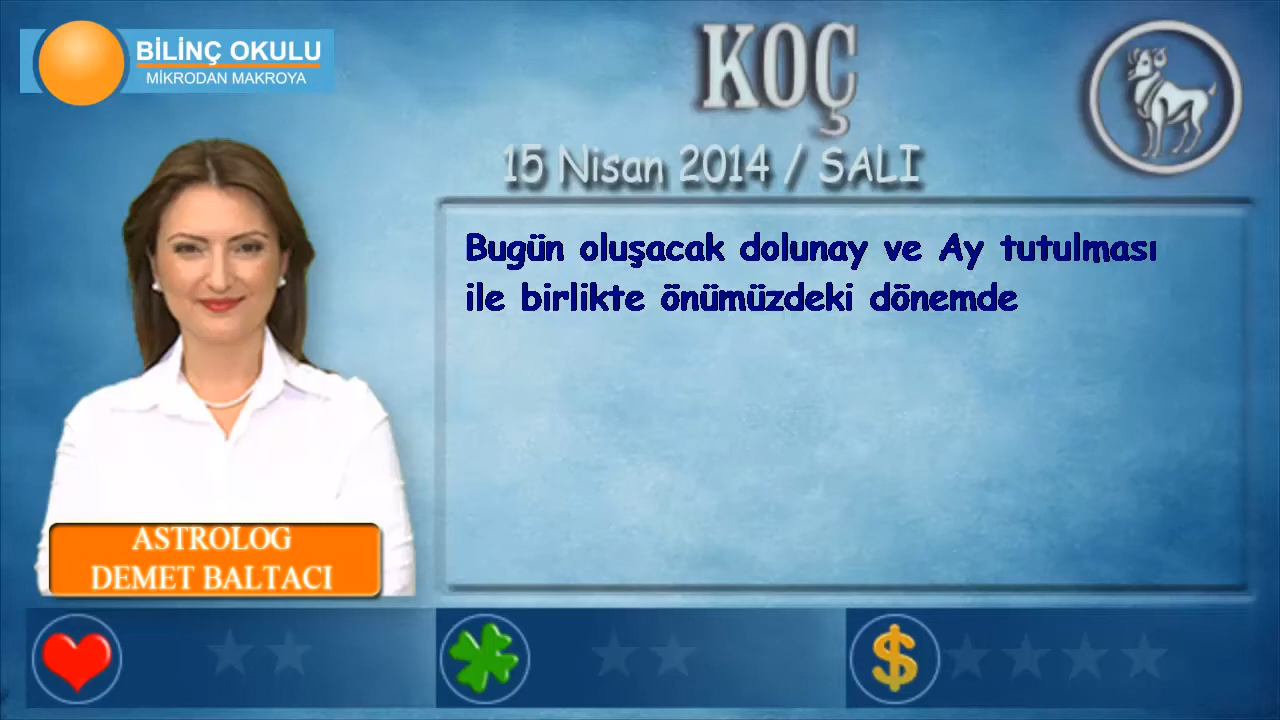 BİLİNÇ OKULU
MİKRODAN MAKROYA
KOÇ
15 Nisan 2014 / SALI
Bugün oluşacak dolunay ve Ay tutulması
ile birlikte önümüzdeki dönemde
ASTROLOG
DEMET BALTACI